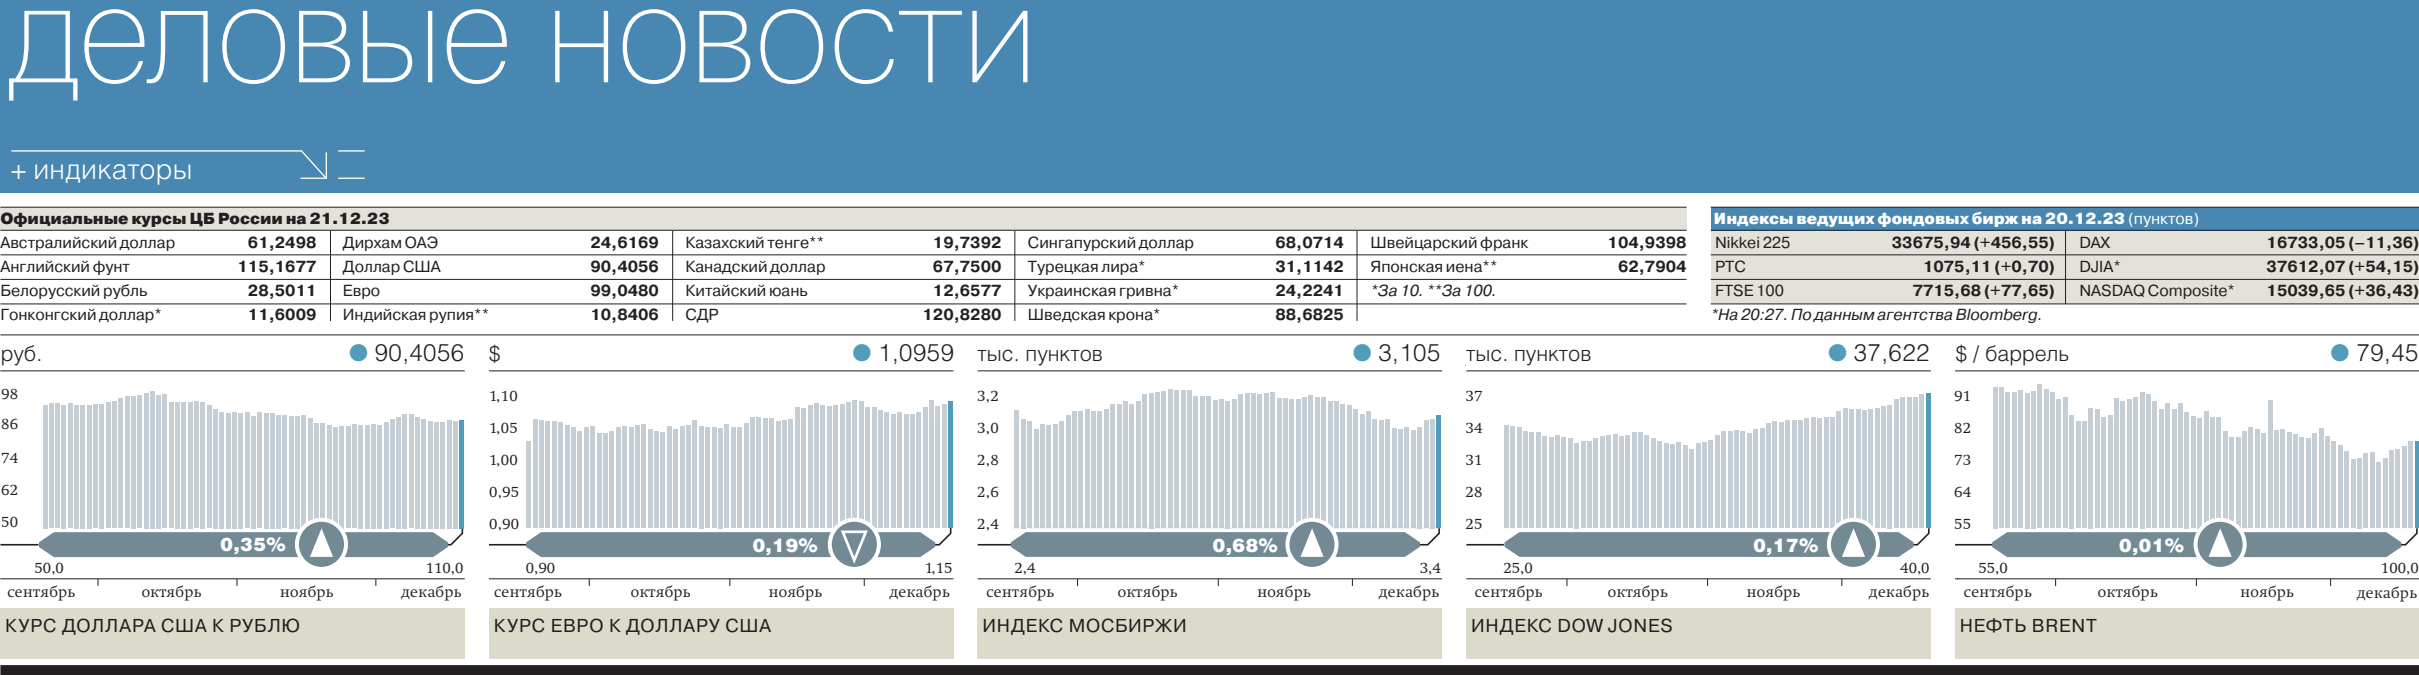 деловые новости
+ индикаторы
Официальные курсы ЦБ России на 21.12.23
Австралийский доллар 61,2498 Дирхам ОАЭ 24,6169 Казахский тенге** 19,7392 Сингапурский доллар 68,0714 Швейцарский франк 104,9398
Английский фунт 115,1677 Доллар США 90,4056 Канадский доллар 67,7500 Турецкая лира* 31,1142 Японская иена** 62,7904
Белорусский рубль 28,5011 Евро 99,0480 Китайский юань 12,6577 Украинская гривна* 24,2241 *За 10. **За 100.
Гонконгский доллар* 11,6009 Индийская рупия** 10,8406 СДР 120,8280 Шведская крона* 88,6825
Индексы ведущих фондовых бирж на 20.12.23 (пунктов)
Nikkei 225 33675,94 (+456,55) DAX 16733,05 (–11,36)
РТС 1075,11 (+0,70) DJIA* 37612,07 (+54,15)
FTSE 100 7715,68 (+77,65) NASDAQ Composite* 15039,65 (+36,43)
*На 20:27. По данным агентства Bloomberg.
руб. 90,4056
98
86
74
62
50
0,35%
50,0 110,0
сентябрь октябрь ноябрь декабрь
КУРС ДОЛЛАРА США К РУБЛЮ
$ 1,0959
1,10
1,05
1,00
0,95
0,90
0,19%
0,90 1,15
сентябрь октябрь ноябрь декабрь
КУРС ЕВРО К ДОЛЛАРУ США
тыс. пунктов 3,105
3,2
3,0
2,8
2,6
2,4
0,68%
2,4 3,4
сентябрь октябрь ноябрь декабрь
ИНДЕКС МОСБИРЖИ
тыс. пунктов 37,622
37
34
31
28
25
0,17%
25,0 40,0
сентябрь октябрь ноябрь декабрь
ИНДЕКС DOW JONES
$ / баррель 79,45
91
82
73
64
55
0,01%
55,0 100,0
сентябрь октябрь ноябрь декабрь
НЕФТЬ BRENT